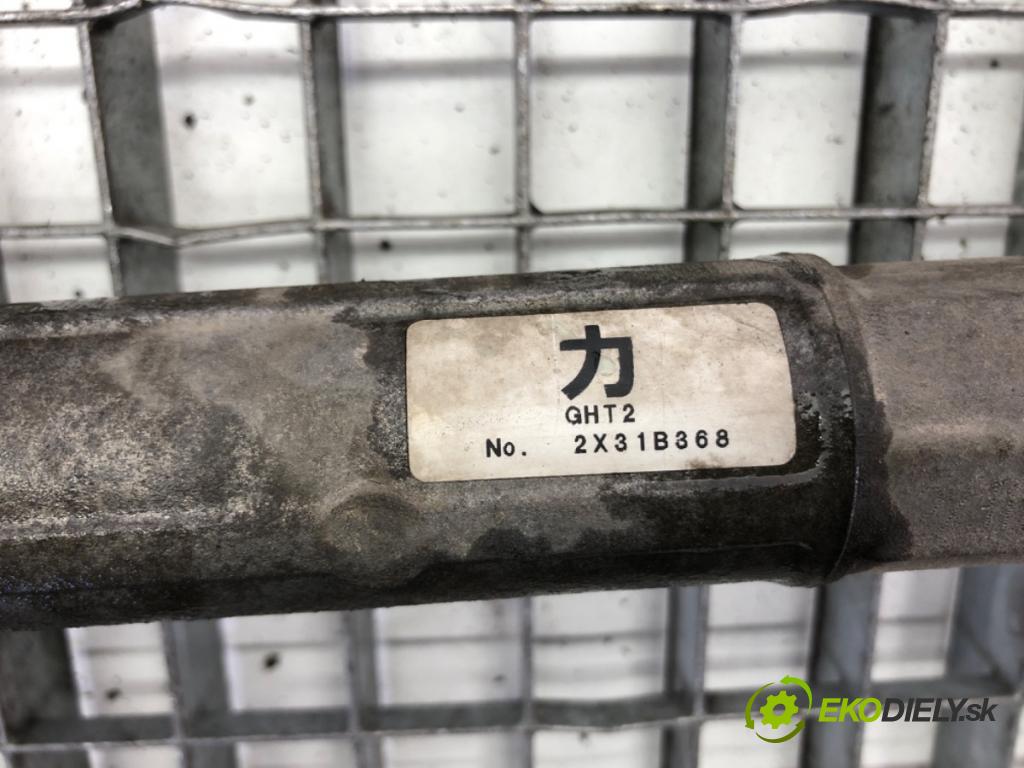 カ
GHT2
No. 2X31B368
EKODIELY.sk